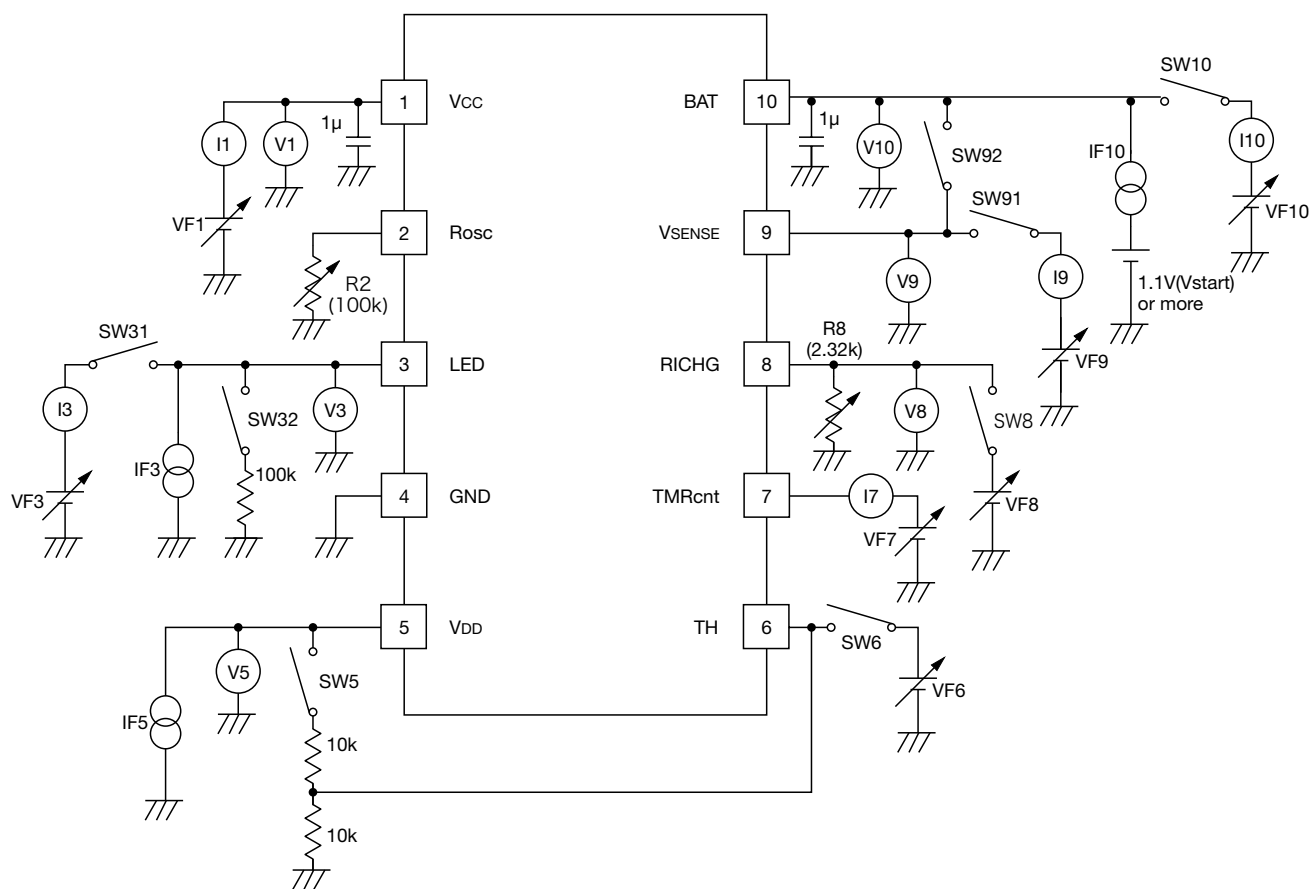 SW10
1
VCC
BAT
10
1µ
I1
V1
1µ
V10
SW92
IF10
I10
SW91
VF1
VF10
2
Rosc
VSENSE
9
R2
(100k)
V9
I9
1.1V(Vstart)
or more
SW31
R8
(2.32k)
3
LED
RICHG
8
VF9
I3
SW32
V3
V8
SW8
IF3
100k
VF3
4
GND
TMRcnt
7
I7
VF8
VF7
5
VDD
TH
6
SW6
V5
SW5
VF6
IF5
10k
10k